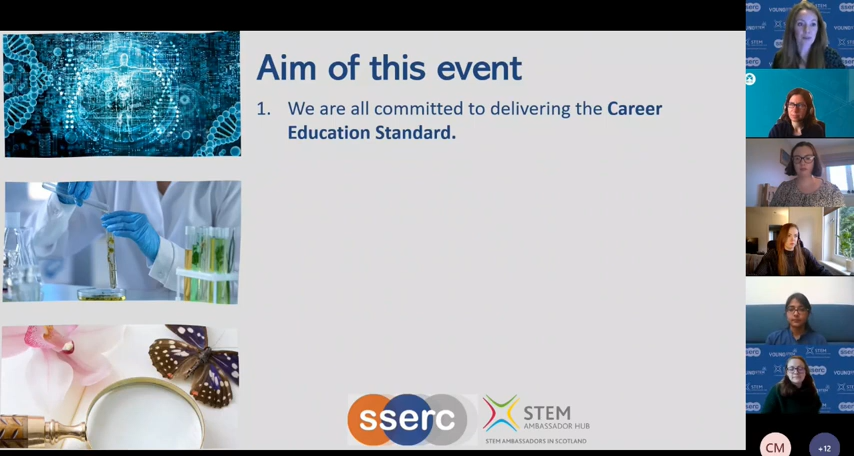 Aim of this event
1. We are all committed to delivering the Career
Education Standard.
sserc
STEM
AMBASSADOR HUB
STEM AMBASSADORS IN SCOTLAND
CM
+12